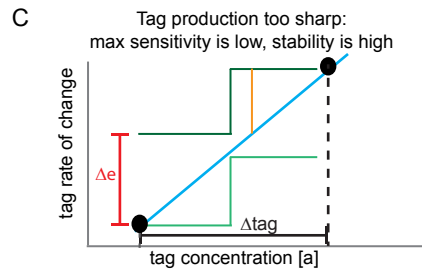 C
Tag production too sharp:
max sensitivity is low, stability is high
tag rate of change
Δe
Δtag
tag concentration [a]